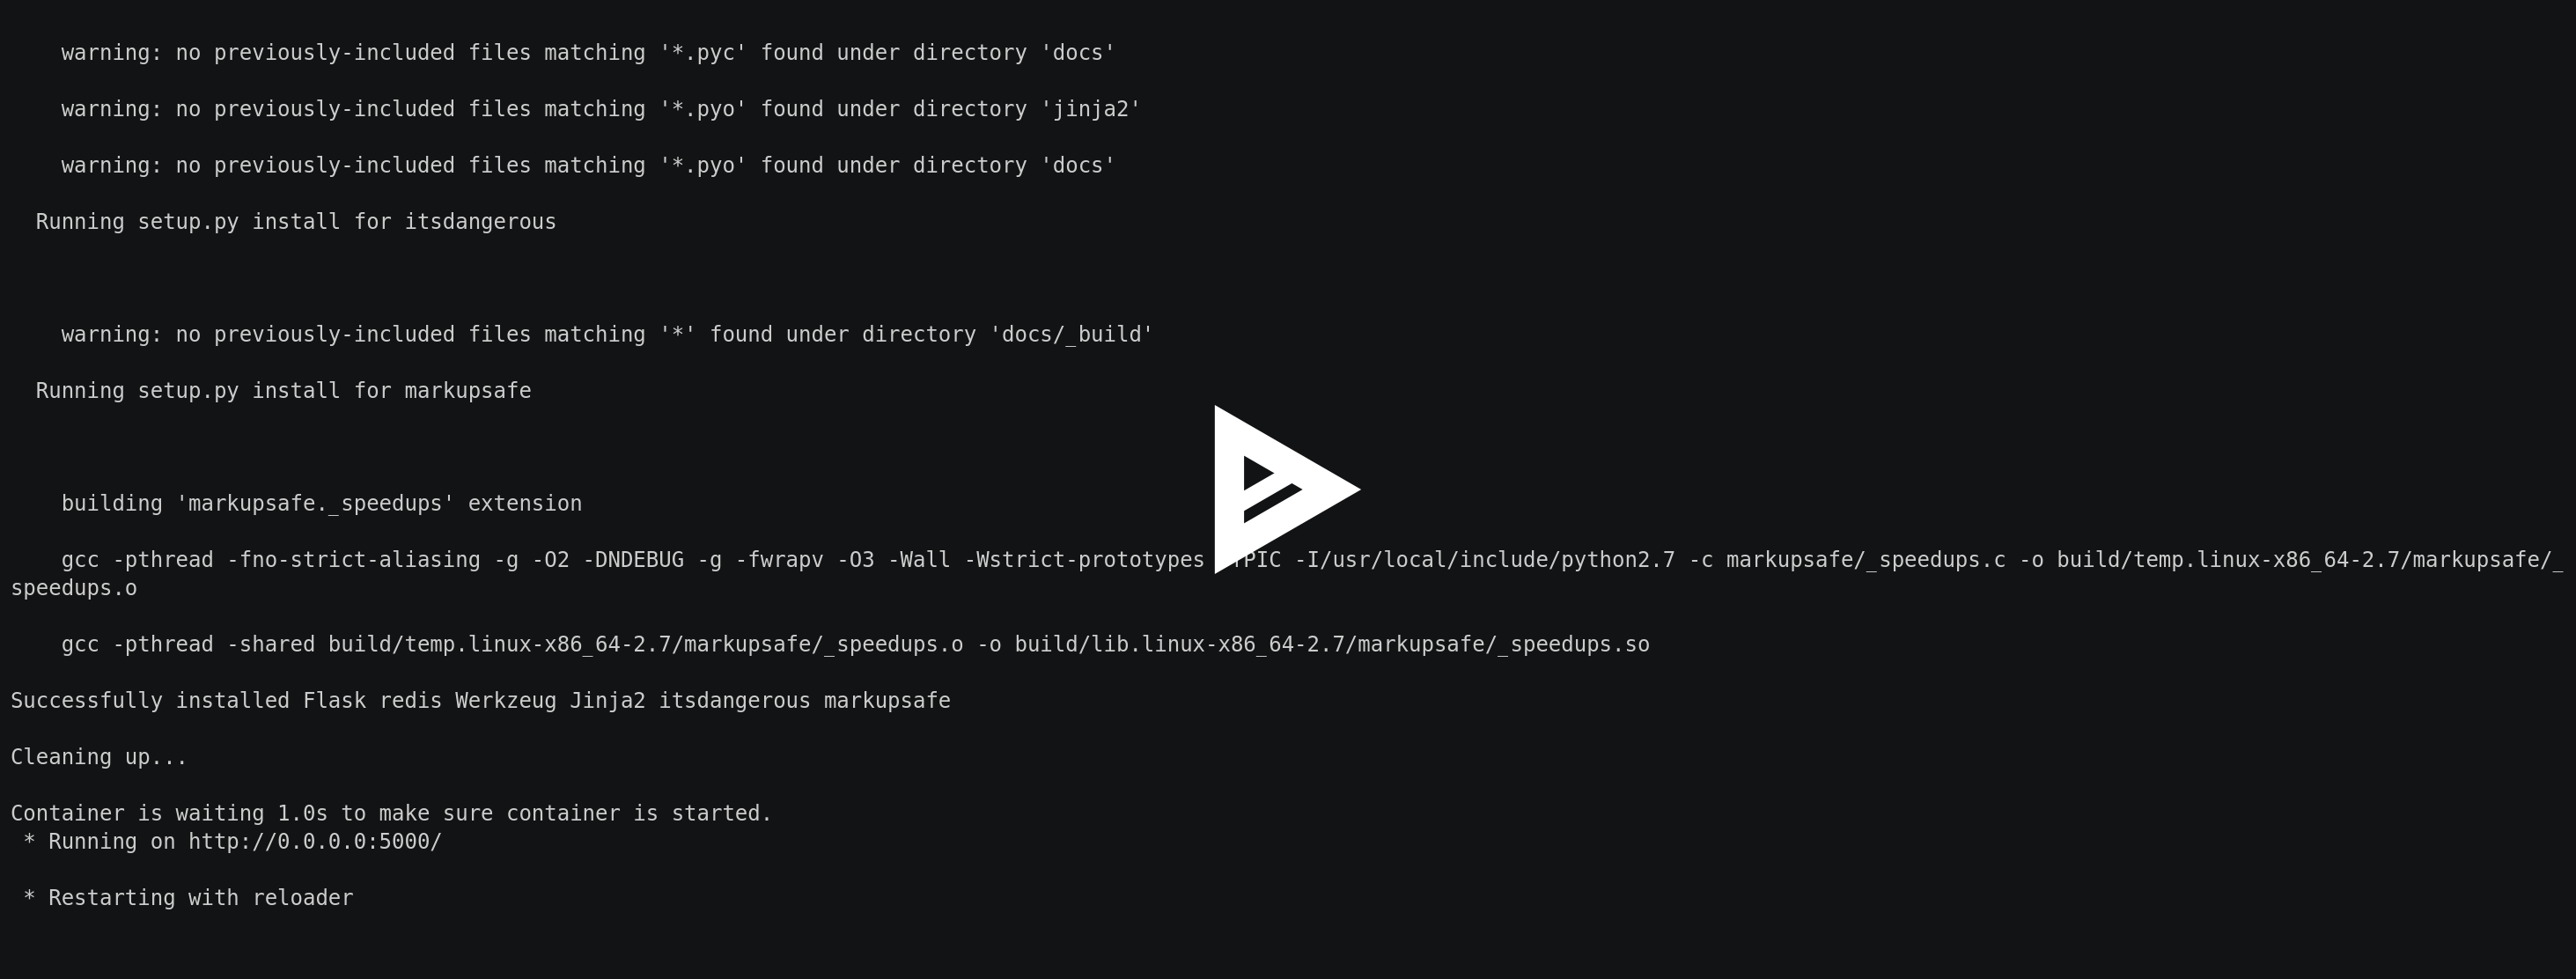 warning: no previously-included files matching '*.pyc' found under directory 'docs'
warning: no previously-included files matching '*.pyo' found under directory 'jinja2'
warning: no previously-included files matching '*.pyo' found under directory 'docs'
Running setup.py install for itsdangerous
warning: no previously-included files matching '*' found under directory 'docs/_build'
Running setup.py install for markupsafe
building 'markupsafe._speedups' extension
gcc -pthread -fno-strict-aliasing -g -O2 -DNDEBUG -g -fwrapv -O3 -Wall -Wstrict-prototypes -I/usr/local/include/python2.7 -c markupsafe/_speedups.c -o build/temp.linux-x86_64-2.7/markupsafe/_
speedups.o
gcc -pthread -shared build/temp.linux-x86_64-2.7/markupsafe/_speedups.o -o build/lib.linux-x86_64-2.7/markupsafe/_speedups.so
Successfully installed Flask redis Werkzeug Jinja2 itsdangerous markupsafe
Cleaning up...
Container is waiting 1.0s to make sure container is started.
* Running on http://0.0.0.0:5000/
* Restarting with reloader